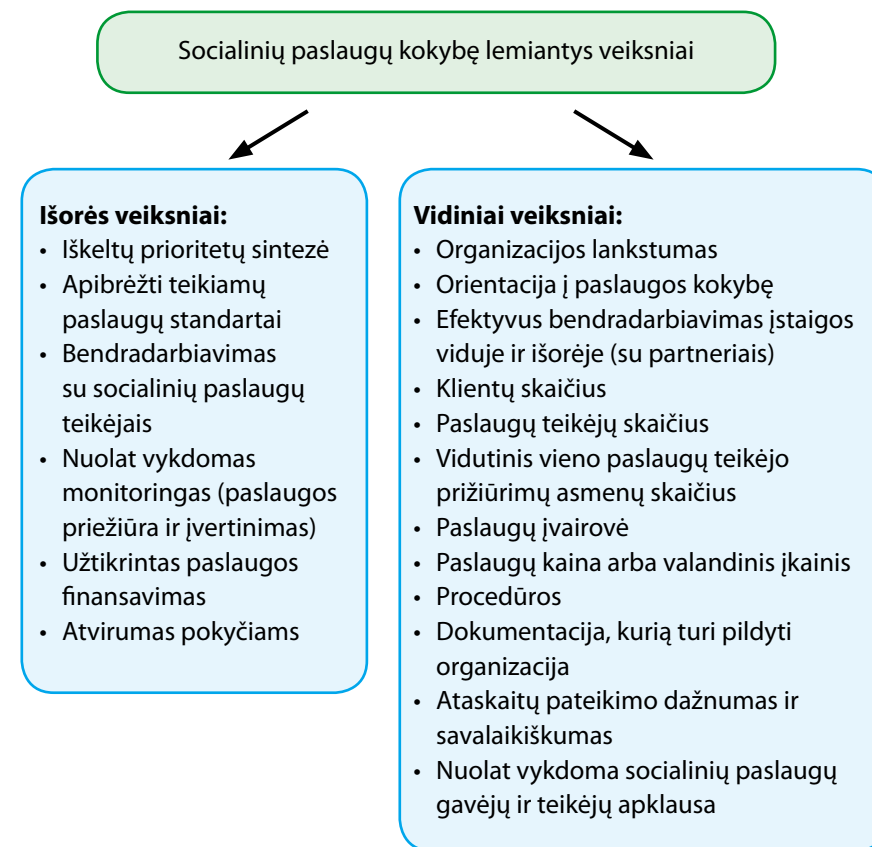 Socialinių paslaugų kokybę lemiantys veiksniai
Išorės veiksniai:
• Iškeltų prioritetų sintezė
• Apibrėžti teikiamų
paslaugų standartai
• Bendradarbiavimas
su socialinių paslaugų
teikėjais
• Nuolat vykdomas
monitoringas (paslaugos
priežiūra ir įvertinimas)
• Užtikrintas paslaugos
finansavimas
• Atvirumas pokyčiams
Vidiniai veiksniai:
• Organizacijos lankstumas
• Orientacija į paslaugos kokybę
• Efektyvus bendradarbiavimas įstaigos
viduje ir išorėje (su partneriais)
• Klientų skaičius
• Paslaugų teikėjų skaičius
• Vidutinis vieno paslaugų teikėjo
prižiūrimų asmenų skaičius
• Paslaugų įvairovė
• Paslaugų kaina arba valandinis įkainis
• Procedūros
• Dokumentacija, kurią turi pildyti
organizacija
• Ataskaitų pateikimo dažnumas ir
savalaikiškumas
• Nuolat vykdoma socialinių paslaugų
gavėjų ir teikėjų apklausa